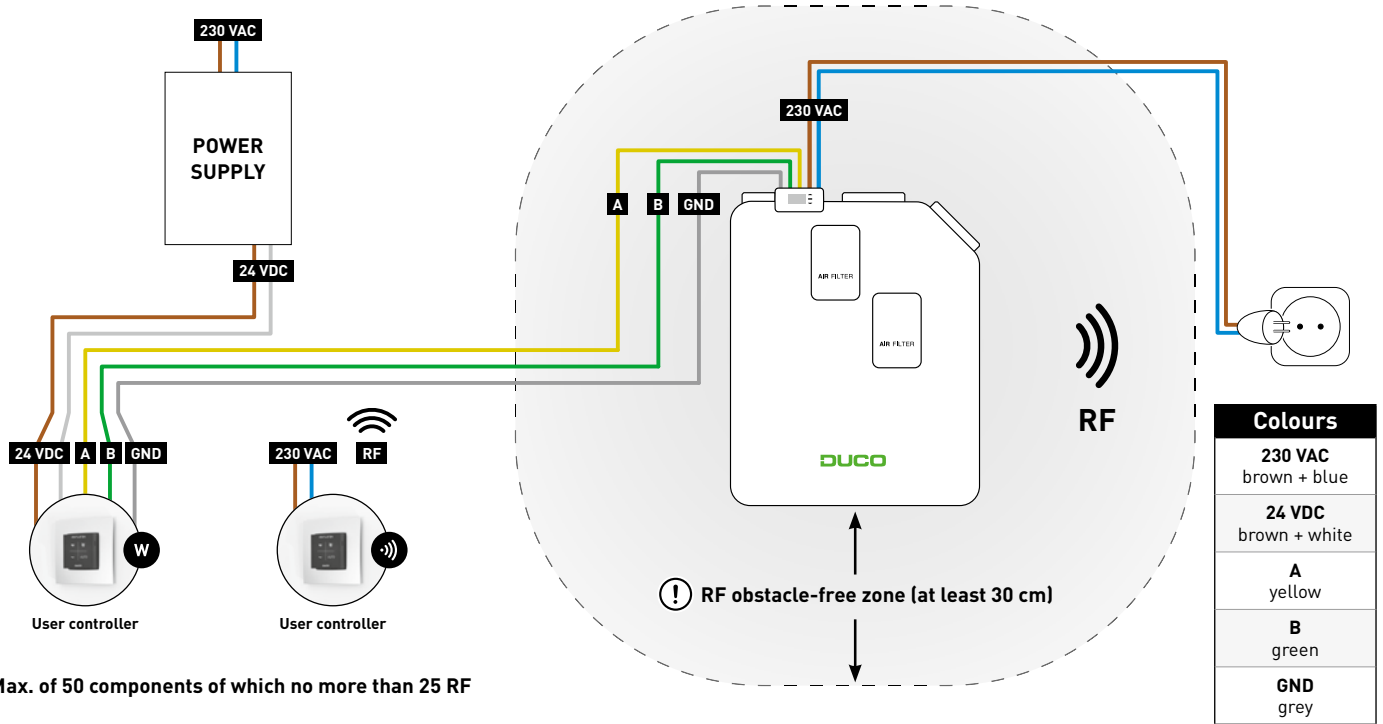 230 VAC
POWER
SUPPLY
24 VDC
230 VAC
A B GND
AIR FILTER
AIR FILTER
RF
DUCO
24 VDC A B GND
230 VAC RF
W
User controller
User controller
! RF obstacle-free zone (at least 30 cm)
Max. of 50 components of which no more than 25 RF
Colours
230 VAC
brown + blue
24 VDC
brown + white
A
yellow
B
green
GND
grey